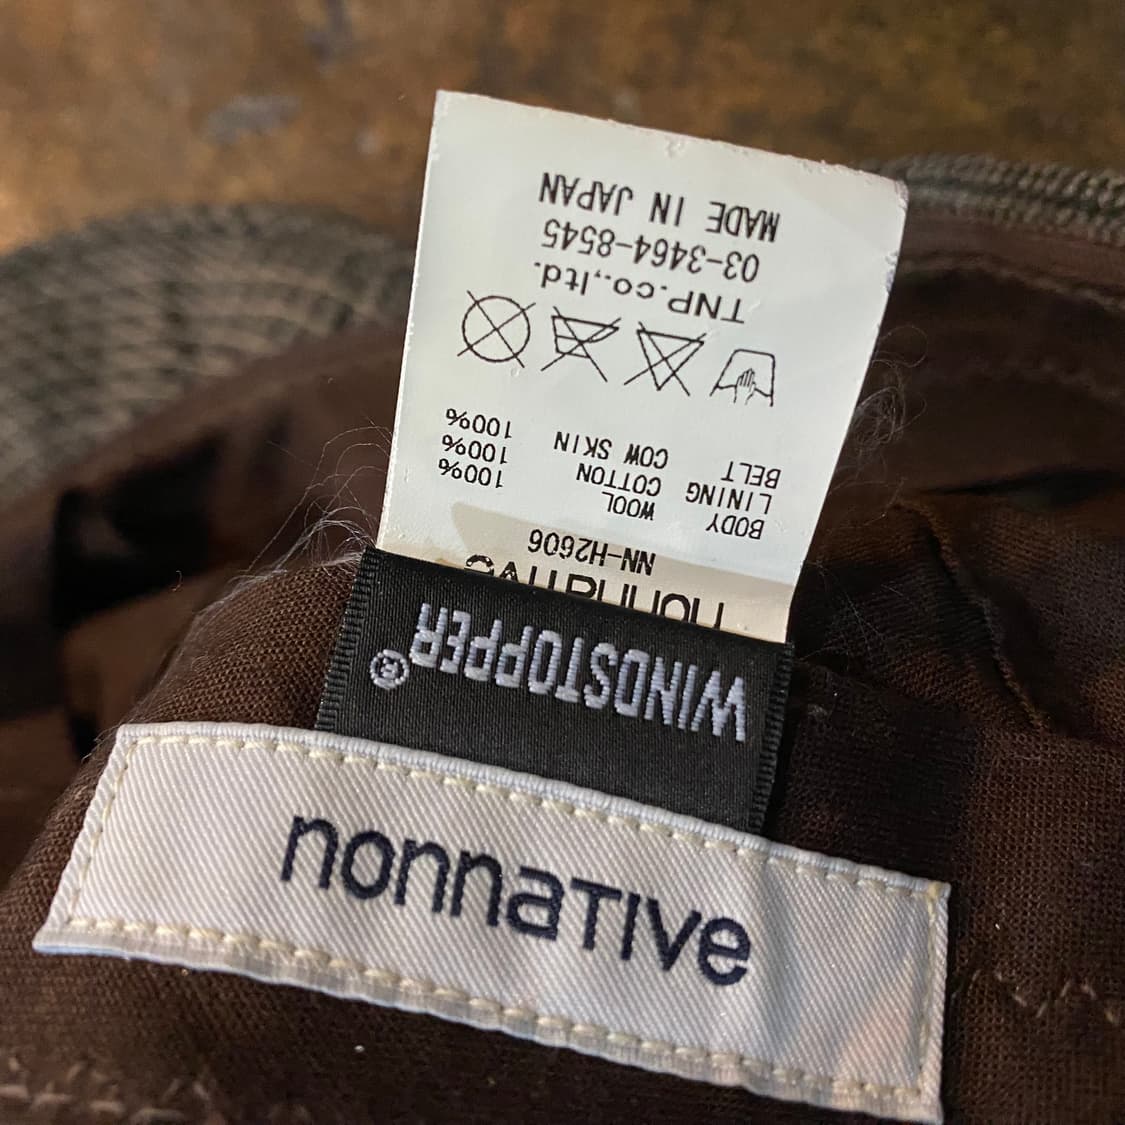 nonnaTIVe
WINDSTOPPER®
nonnaTIVe
NN-H2606
BODY WOOL 100%
LINING COTTON 100%
BELT COW SKIN 100%
TNP.co.,ltd.
03-3464-8545
MADE IN JAPAN